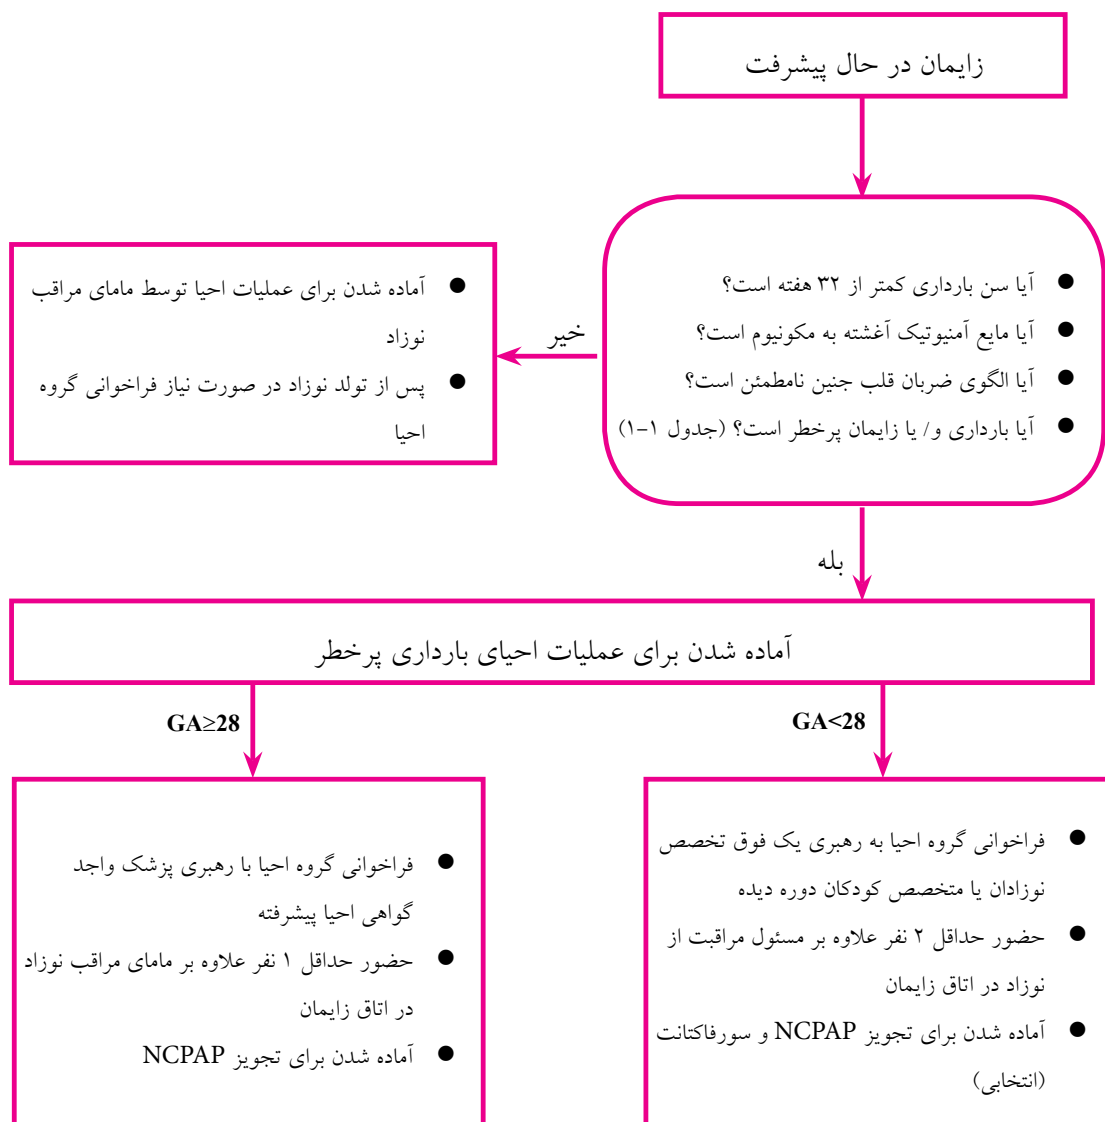 زایمان در حال پیشرفت
● آیا سن بارداری کمتر از ۳۲ هفته است؟
● آیا مایع آمنیوتیک آغشته به مکونیوم است؟
● آیا الگوی ضربان قلب جنین نامطمئن است؟
● آیا بارداری و/ یا زایمان پرخطر است؟ (جدول ۱-۱)
خیر
● آماده شدن برای عملیات احیا توسط مامای مراقب
نوزاد
● پس از تولد نوزاد در صورت نیاز فراخوانی گروه
احیا
بله
آماده شدن برای عملیات احیای بارداری پرخطر
GA<28
● فراخوانی گروه احیا به رهبری یک فوق تخصص
نوزادان یا متخصص کودکان دوره دیده
● حضور حداقل ۲ نفر علاوه بر مسئول مراقبت از
نوزاد در اتاق زایمان
● آماده شدن برای تجویز NCPAP و سورفاکتانت
(انتخابی)
GA≥28
● فراخوانی گروه احیا با رهبری پزشک واجد
گواهی احیا پیشرفته
● حضور حداقل ۱ نفر علاوه بر مامای مراقب نوزاد
در اتاق زایمان
● آماده شدن برای تجویز NCPAP